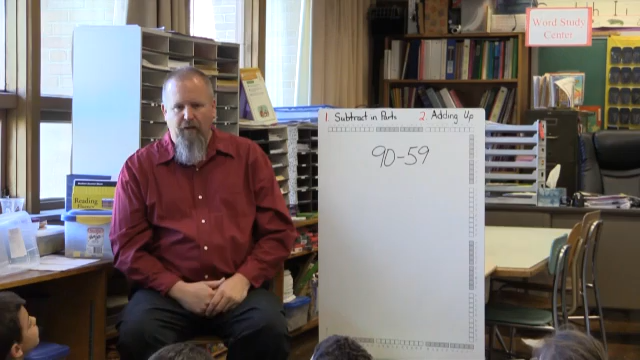 Word Study
Center
1. Subtract in Parts 2. Adding Up
90-59
Reading